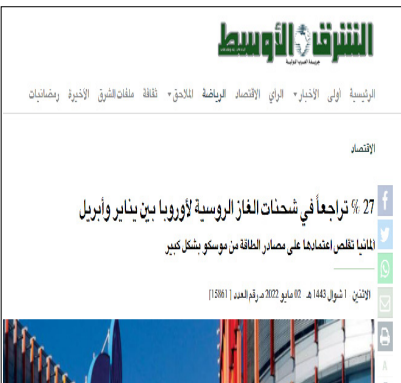 الشرق الأوسط
جريدة العرب الدولية
الرئيسية أولى الأخبار الرأي الاقتصاد الرياضة الملاحق ثقافة ملفات الشرق الأخيرة رمضانيات
الاقتصاد
27 % تراجعاً في شحنات الغاز الروسية لأوروبا بين يناير وأبريل
ألمانيا تقلص اعتمادها على مصادر الطاقة من موسكو بشكل كبير
الاثنين - 1 شوال 1443 هـ - 02 مايو 2022 مـ رقم العدد [ 15861]
A